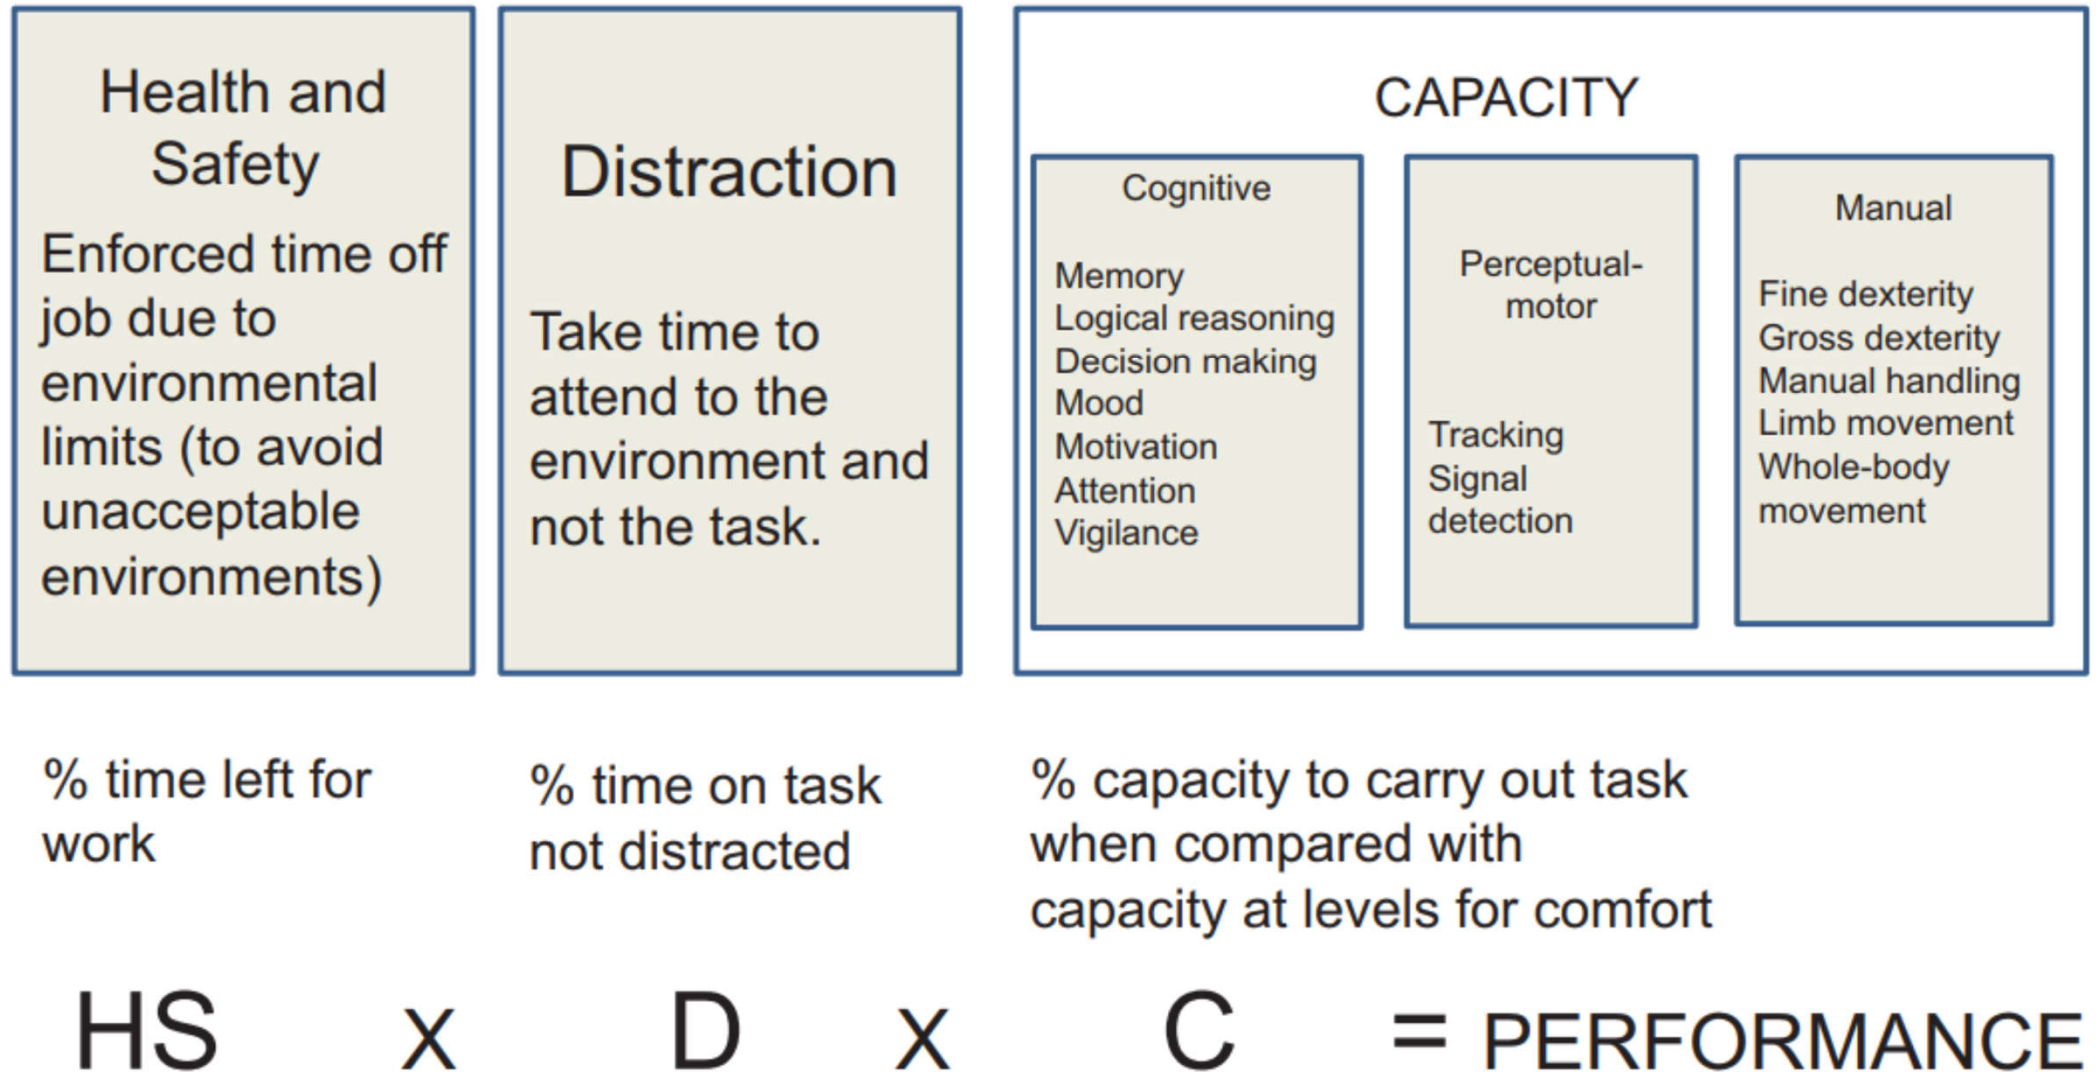 Health and
Safety
Enforced time off
job due to
environmental
limits (to avoid
unacceptable
environments)
Distraction
Take time to
attend to the
environment and
not the task.
CAPACITY
Cognitive
Memory
Logical reasoning
Decision making
Mood
Motivation
Attention
Vigilance
Perceptual-
motor
Tracking
Signal
detection
Manual
Fine dexterity
Gross dexterity
Manual handling
Limb movement
Whole-body
movement
% time left for
work
% time on task
not distracted
% capacity to carry out task
when compared with
capacity at levels for comfort
HS x D x C = PERFORMANCE